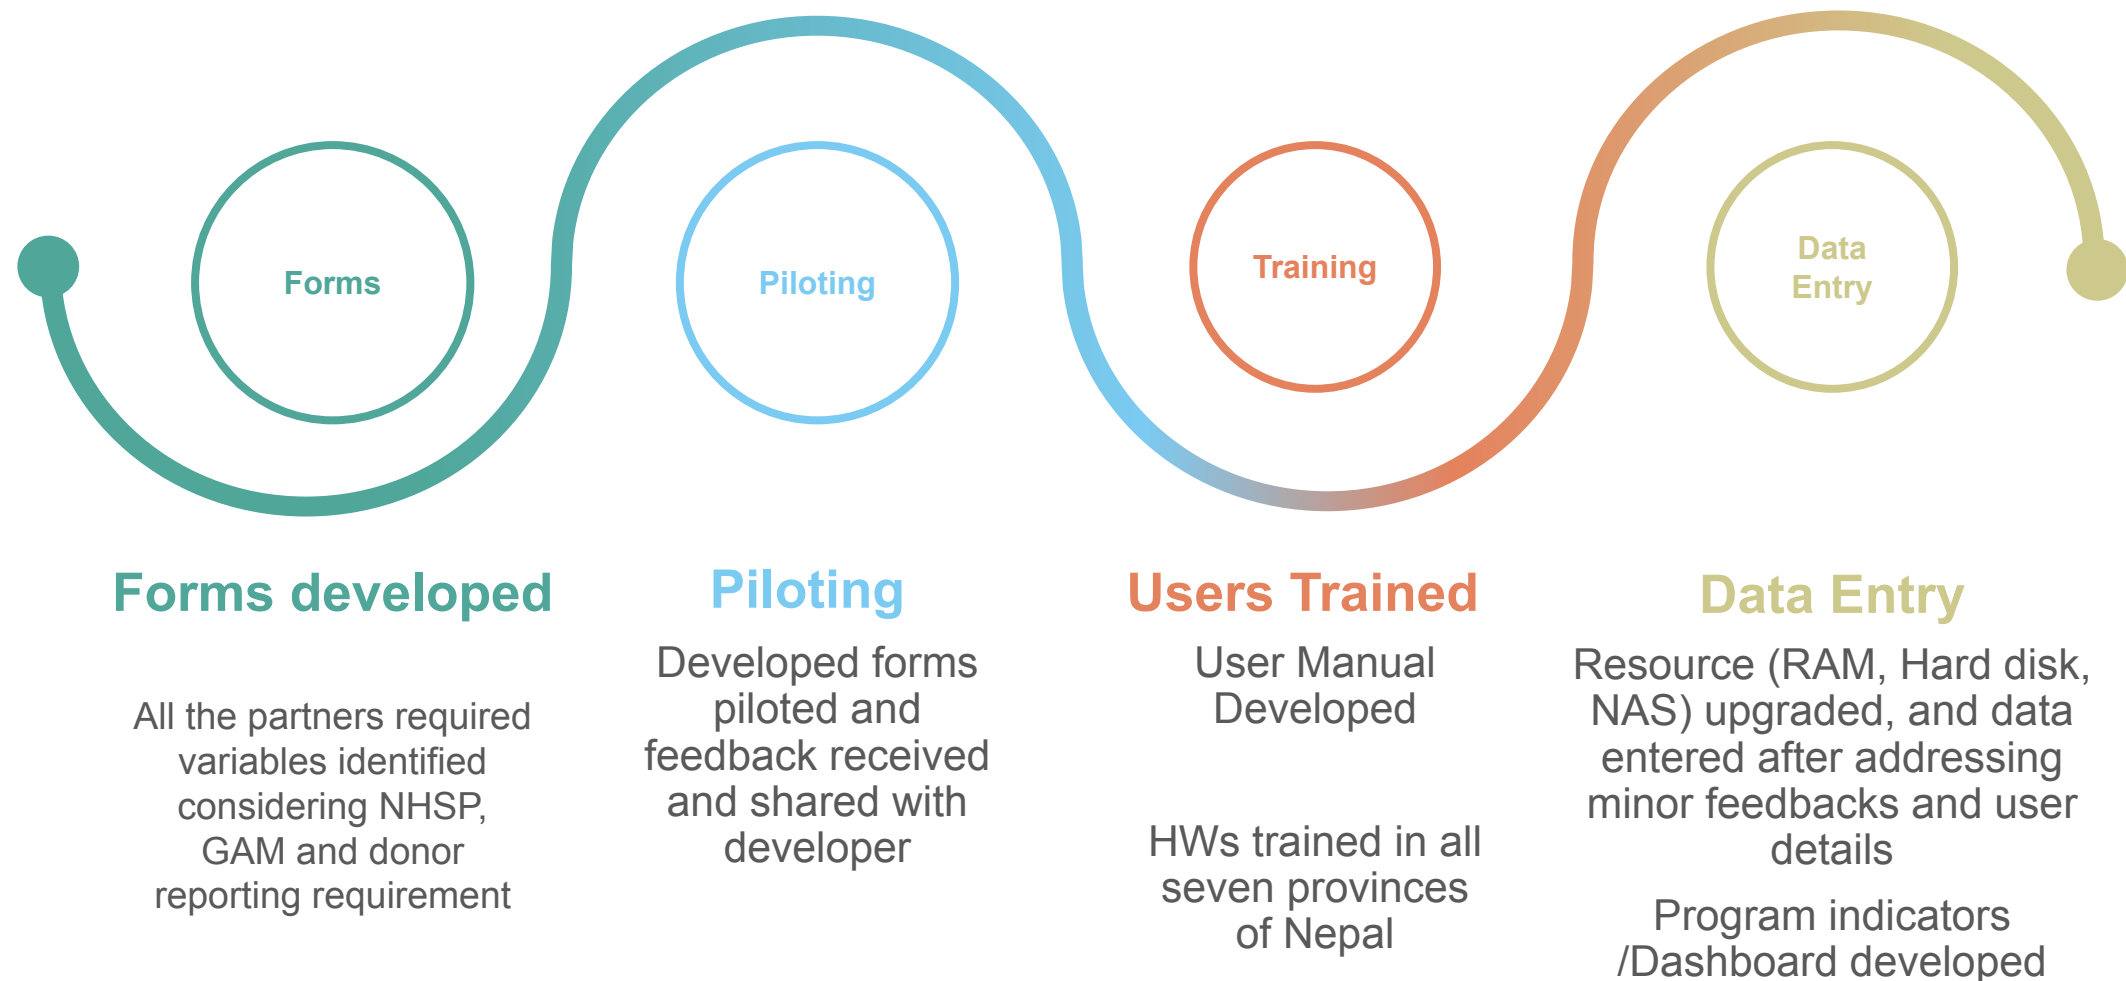 Forms
Piloting
Training
Data
Entry
Forms developed
All the partners required
variables identified
considering NHSP,
GAM and donor
reporting requirement
Piloting
Developed forms
piloted and
feedback received
and shared with
developer
Users Trained
User Manual
Developed
HWs trained in all
seven provinces
of Nepal
Data Entry
Resource (RAM, Hard disk,
NAS) upgraded, and data
entered after addressing
minor feedbacks and user
details
Program indicators
/Dashboard developed